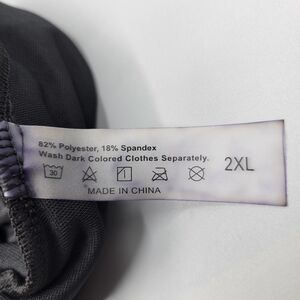 82% Polyester, 18% Spandex
Wash Dark Colored Clothes Separately.
30
2XL
MADE IN CHINA